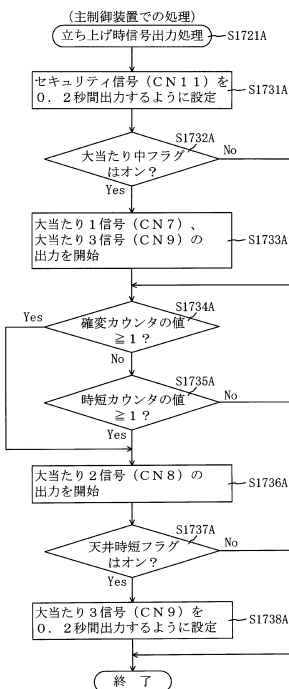 （主制御装置での処理）
立ち上げ時信号出力処理
S1721A
セキュリティ信号（ＣＮ１１）を
０．２秒間出力するように設定
S1731A
S1732A
大当たり中フラグ
はオン？
No
Yes
大当たり１信号（ＣＮ７）、
大当たり３信号（ＣＮ９）の
出力を開始
S1733A
S1734A
Yes
確変カウンタの値
≧１？
No
S1735A
時短カウンタの値
≧１？
No
Yes
大当たり２信号（ＣＮ８）の
出力を開始
S1736A
S1737A
天井時短フラグ
はオン？
No
Yes
大当たり３信号（ＣＮ９）を
０．２秒間出力するように設定
S1738A
終 了